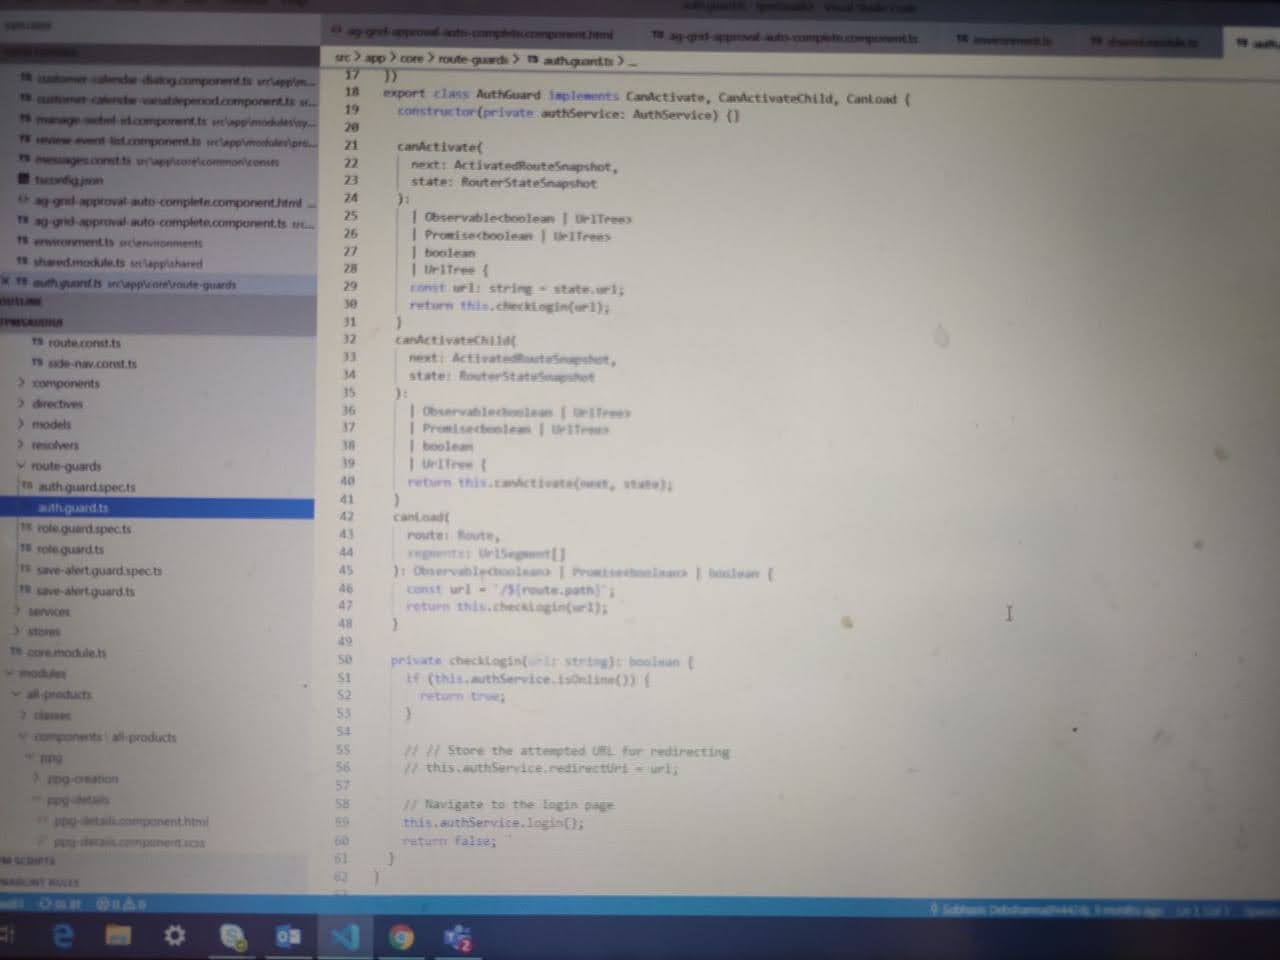 auth.guard.ts - Visual Studio Code
EXPLORER
<> ag-grid-approval-auto-complete.component.html
TS ag-grid-approval-auto-complete.component.ts
TS environment.ts
TS shared.module.ts
TS auth.
src > app > core > route-guards > TS auth.guard.ts > ...
TS customer-calendar-dialog.component.ts src\app\m...
TS customer-calendar-variableperiod.component.ts sr...
TS manage-siebel-id.component.ts src\app\modules\sy...
TS review-event-list.component.ts src\app\modules\pro...
TS messages.const.ts src\app\core\common\consts
tsconfig.json
<> ag-grid-approval-auto-complete.component.html ...
TS ag-grid-approval-auto-complete.component.ts src...
TS environment.ts src\environments
TS shared.module.ts src\app\shared
× TS auth.guard.ts src\app\core\route-guards
OUTLINE
TS route.const.ts
TS side-nav.const.ts
> components
> directives
> models
> resolvers
route-guards
TS auth.guard.spec.ts
auth.guard.ts
TS role.guard.spec.ts
TS role.guard.ts
TS save-alert.guard.spec.ts
TS save-alert.guard.ts
> services
> stores
TS core.module.ts
modules
all-products
> classes
components \ all-products
ppg
> ppg-creation
ppg-details
<> ppg-details.component.html
ppg-details.component.scss
NPM SCRIPTS
17 })
18 export class AuthGuard implements CanActivate, CanActivateChild, CanLoad {
19 constructor(private authService: AuthService) {}
20
21 canActivate(
22 next: ActivatedRouteSnapshot,
23 state: RouterStateSnapshot
24 ):
25 | Observable<boolean | UrlTree>
26 | Promise<boolean | UrlTree>
27 | boolean
28 | UrlTree {
29 const url: string = state.url;
30 return this.checkLogin(url);
31 }
32 canActivateChild(
33 next: ActivatedRouteSnapshot,
34 state: RouterStateSnapshot
35 ):
36 | Observable<boolean | UrlTree>
37 | Promise<boolean | UrlTree>
38 | boolean
39 | UrlTree {
40 return this.canActivate(next, state);
41 }
42 canLoad(
43 route: Route,
44 segments: UrlSegment[]
45 ): Observable<boolean> | Promise<boolean> | boolean {
46 const url = `/${route.path}`;
47 return this.checkLogin(url);
48 }
49
50 private checkLogin(url: string): boolean {
51 if (this.authService.isOnline()) {
52 return true;
53 }
54
55 // // Store the attempted URL for redirecting
56 // this.authService.redirectUrl = url;
57
58 // Navigate to the login page
59 this.authService.login();
60 return false;
61 }
62 }